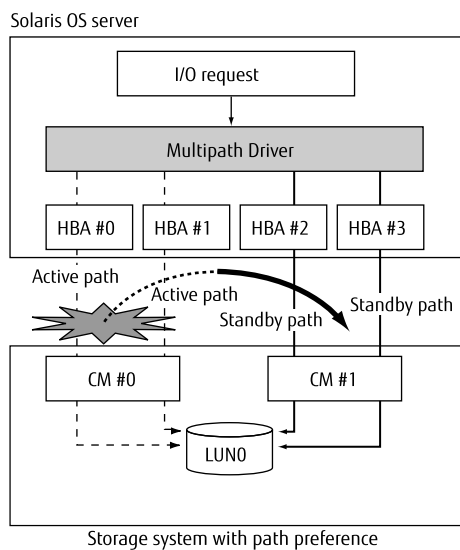 Solaris OS server
I/O request
Multipath Driver
HBA #0
HBA #1
HBA #2
HBA #3
Active path
Active path
Standby path
Standby path
CM #0
CM #1
LUN0
Storage system with path preference